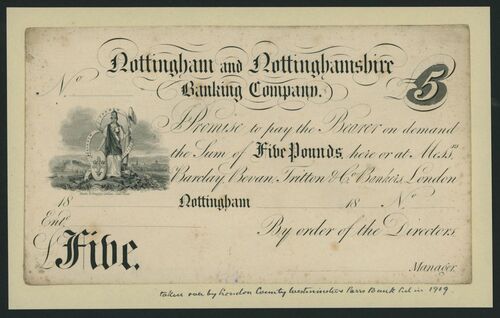 Nottingham and Nottinghamshire
Banking Company.
5
No
I Promise to pay the Bearer on demand
the Sum of Five Pounds, here or at Messrs
Barclay, Bevan, Tritton & Co Bankers, London
18 Nottingham 18 No
Entd
By order of the Directors
£Five.
Manager.
taken over by London County Westminster & Parrs Bank Ltd in 1919